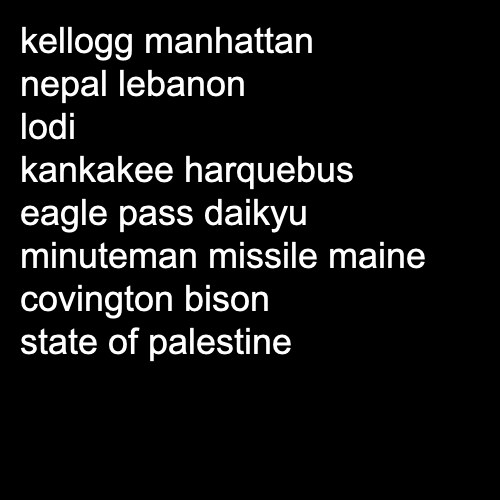 kellogg manhattan
nepal lebanon
lodi
kankakee harquebus
eagle pass daikyu
minuteman missile maine
covington bison
state of palestine